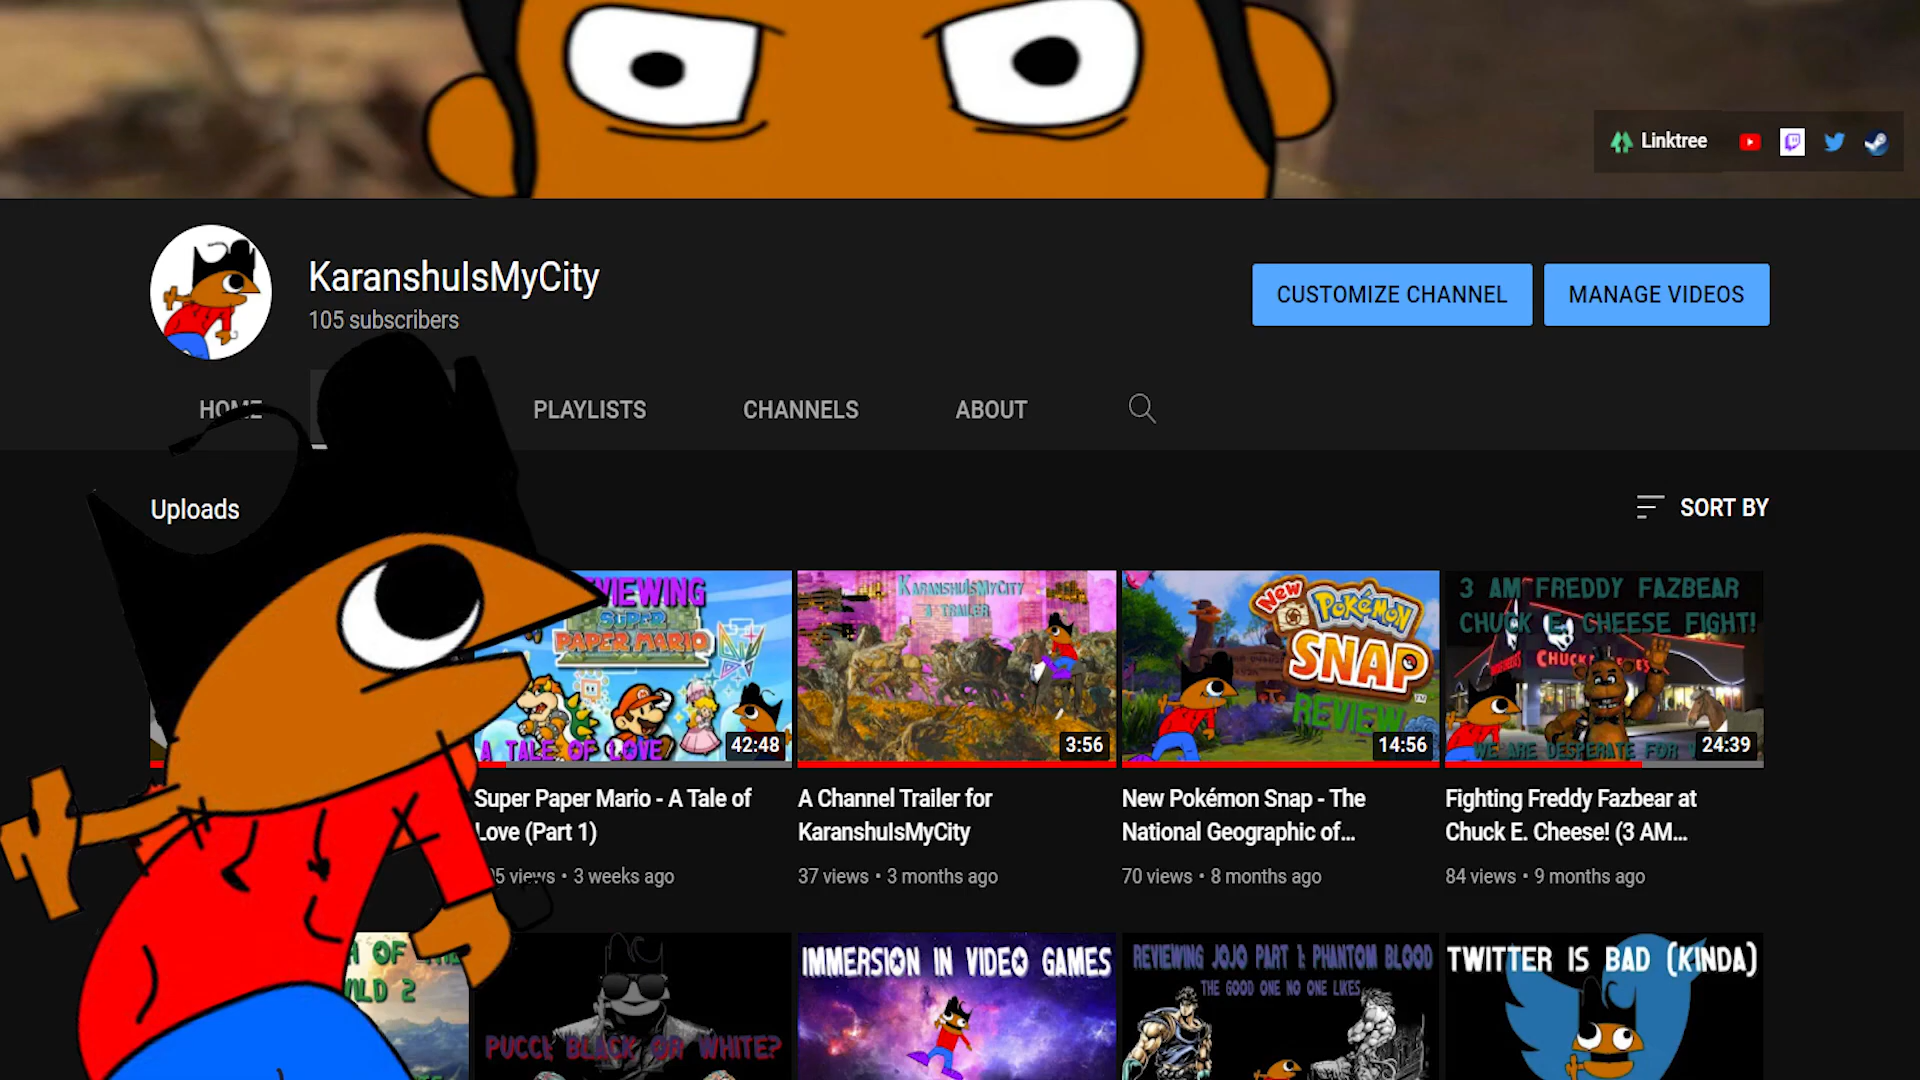 Linktree
KaranshuIsMyCity
105 subscribers
CUSTOMIZE CHANNEL
MANAGE VIDEOS
HOME
PLAYLISTS
CHANNELS
ABOUT
Uploads
SORT BY
SUPER
PAPER MARIO
A TALE OF LOVE
42:48
KaranshuIsMyCity
A TRAILER
3:56
New
POKÉMON
SNAP
REVIEW
14:56
3 AM FREDDY FAZBEAR
CHUCK E. CHEESE FIGHT!
WE ARE DESPERATE FOR
24:39
Super Paper Mario - A Tale of
Love (Part 1)
views • 3 weeks ago
A Channel Trailer for
KaranshuIsMyCity
37 views • 3 months ago
New Pokémon Snap - The
National Geographic of...
70 views • 8 months ago
Fighting Freddy Fazbear at
Chuck E. Cheese! (3 AM...
84 views • 9 months ago
OF
2
PUCCI: BLACK OR WHITE?
IMMERSION IN VIDEO GAMES
REVIEWING JOJO PART 1: PHANTOM BLOOD
THE GOOD ONE NO ONE LIKES
TWITTER IS BAD (KINDA)